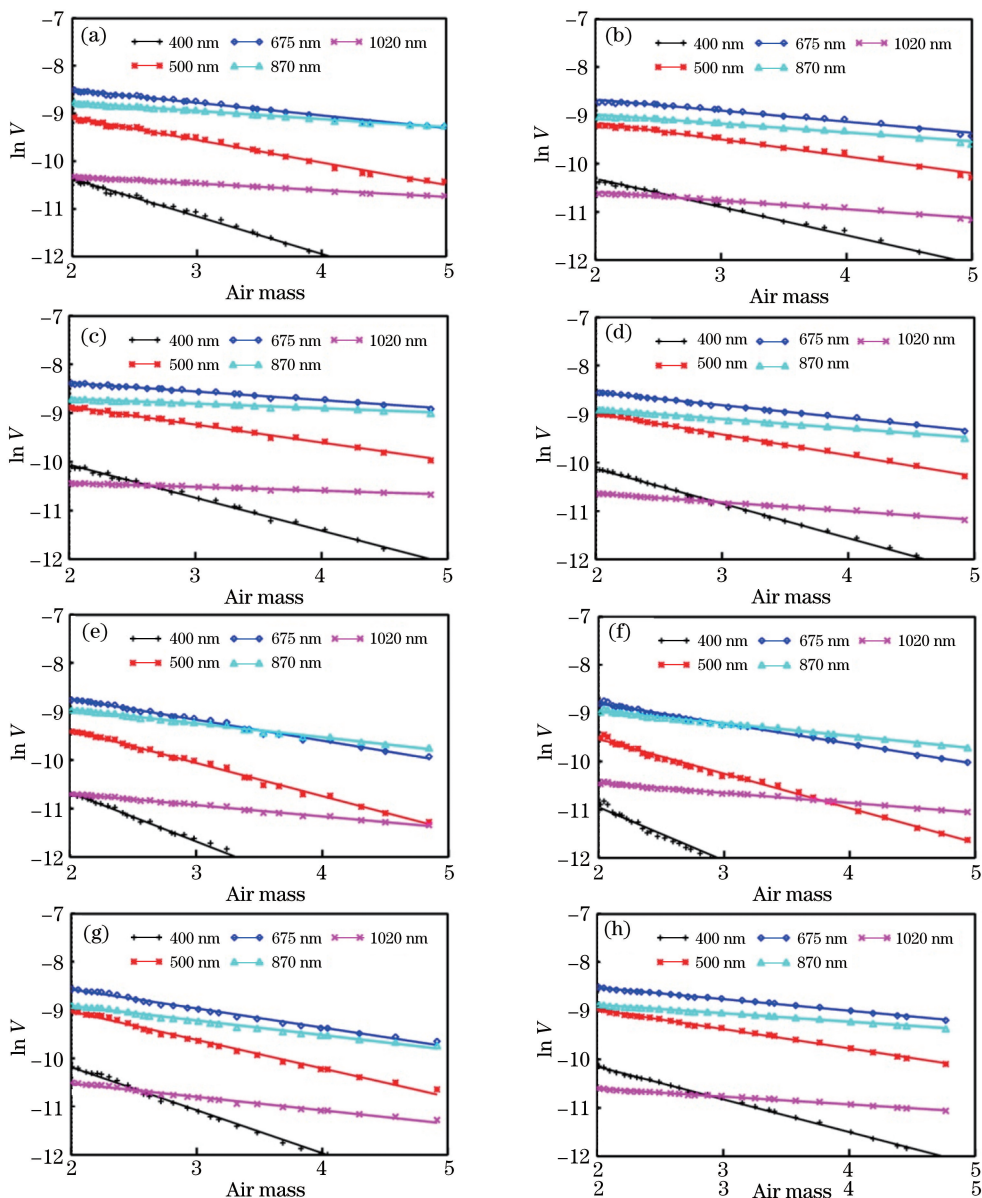 (a) 400 nm 675 nm 1020 nm
500 nm 870 nm
ln V
−7
−8
−9
−10
−11
−12
2 3 4 5
Air mass
(b) 400 nm 675 nm 1020 nm
500 nm 870 nm
ln V
−7
−8
−9
−10
−11
−12
2 3 4 5
Air mass
(c) 400 nm 675 nm 1020 nm
500 nm 870 nm
ln V
−7
−8
−9
−10
−11
−12
2 3 4 5
Air mass
(d) 400 nm 675 nm 1020 nm
500 nm 870 nm
ln V
−7
−8
−9
−10
−11
−12
2 3 4 5
Air mass
(e) 400 nm 675 nm 1020 nm
500 nm 870 nm
ln V
−7
−8
−9
−10
−11
−12
2 3 4 5
Air mass
(f) 400 nm 675 nm 1020 nm
500 nm 870 nm
ln V
−7
−8
−9
−10
−11
−12
2 3 4 5
Air mass
(g) 400 nm 675 nm 1020 nm
500 nm 870 nm
ln V
−7
−8
−9
−10
−11
−12
2 3 4 5
Air mass
(h) 400 nm 675 nm 1020 nm
500 nm 870 nm
ln V
−7
−8
−9
−10
−11
−12
2 3 4 5
3 Air mass 4 5